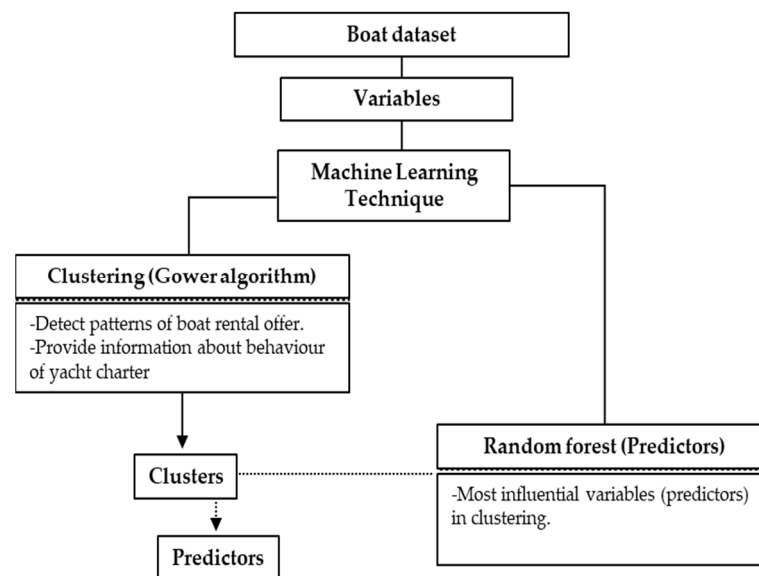 Boat dataset
Variables
Machine Learning
Technique
Clustering (Gower algorithm)
-Detect patterns of boat rental offer.
-Provide information about behaviour
of yacht charter
Clusters
Predictors
Random forest (Predictors)
-Most influential variables (predictors)
in clustering.